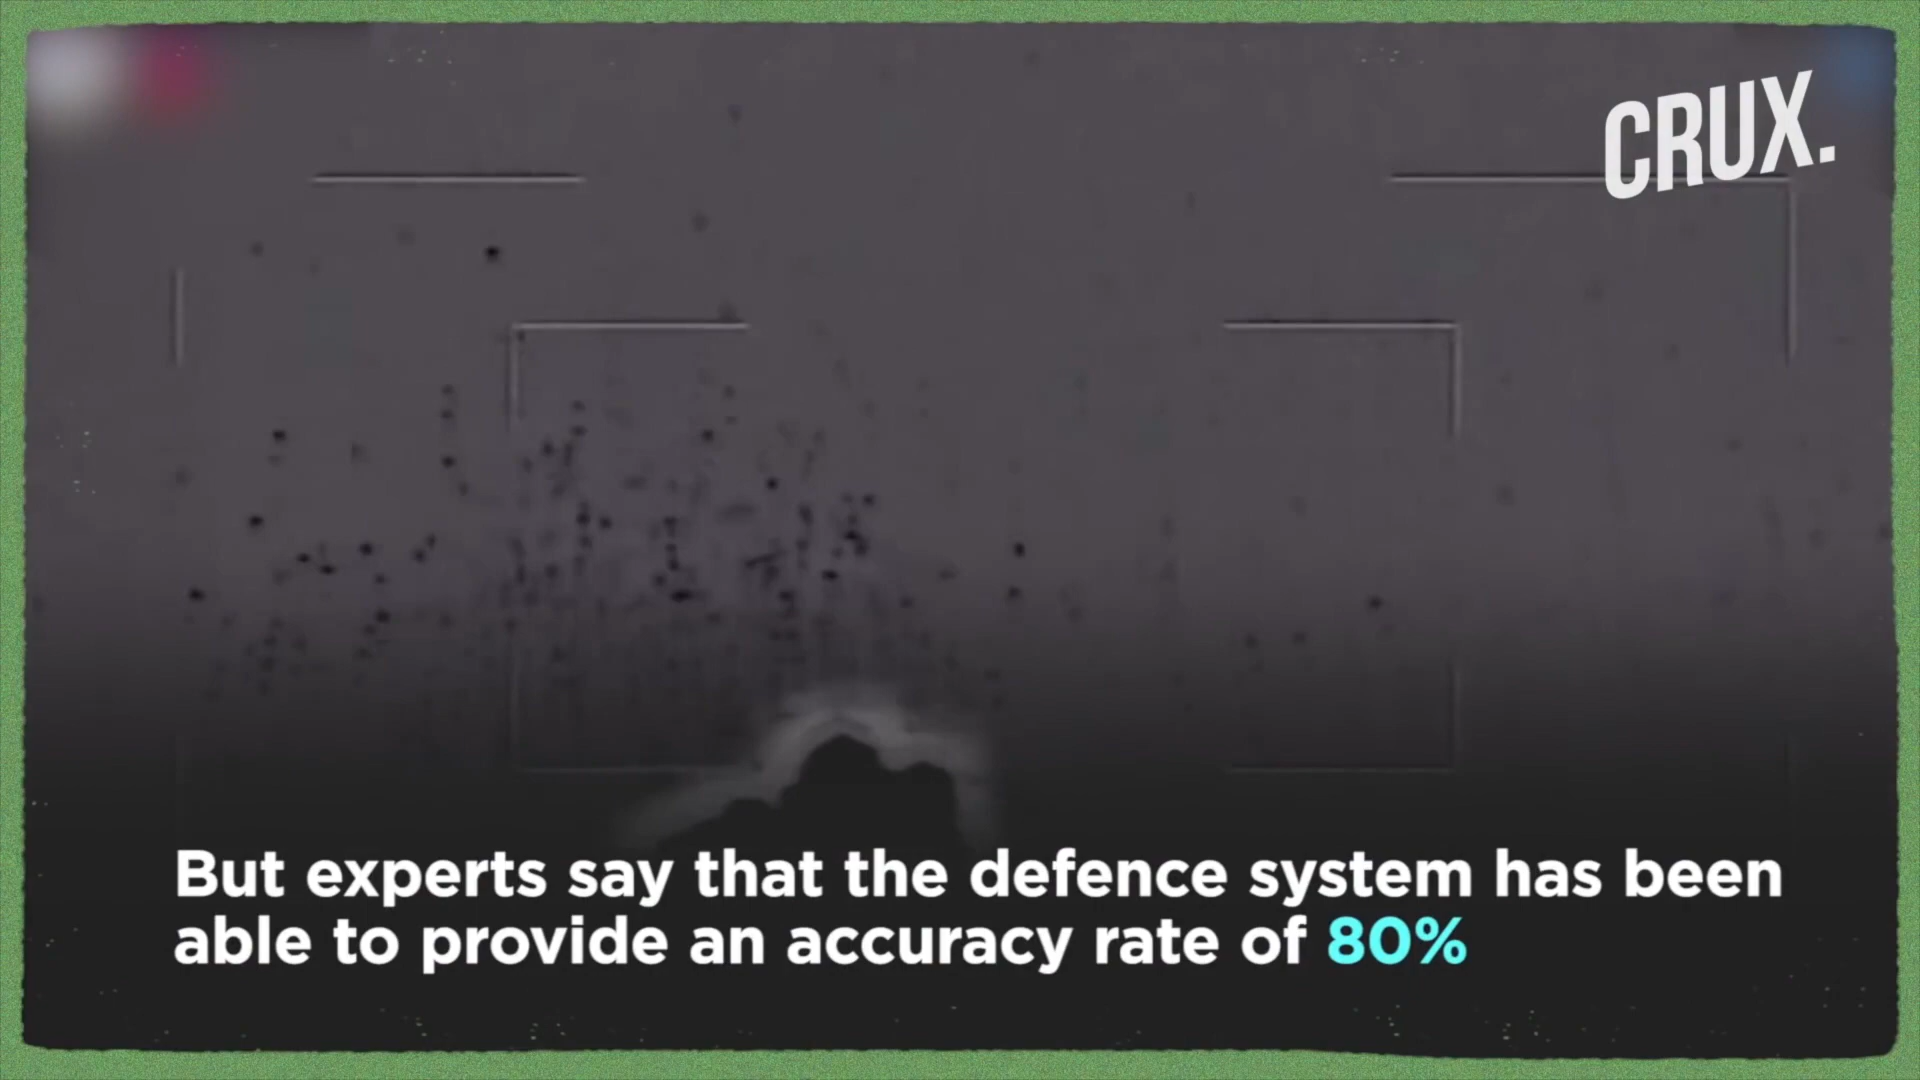 CRUX.
But experts say that the defence system has been
able to provide an accuracy rate of 80%